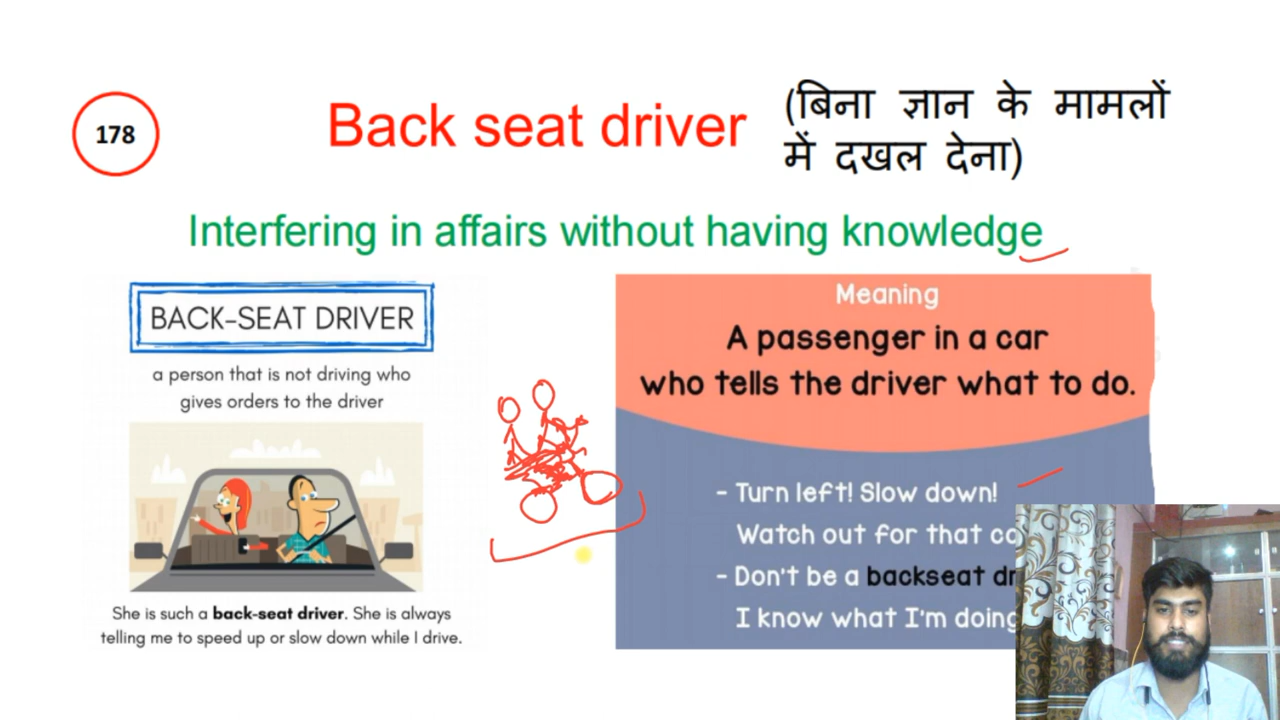 178
Back seat driver
(बिना ज्ञान के मामलों
में दखल देना)
Interfering in affairs without having knowledge
BACK-SEAT DRIVER
a person that is not driving who
gives orders to the driver
She is such a back-seat driver. She is always
telling me to speed up or slow down while I drive.
Meaning
A passenger in a car
who tells the driver what to do.
- Turn left! Slow down!
Watch out for that
- Don't be a backseat
I know what I'm doing